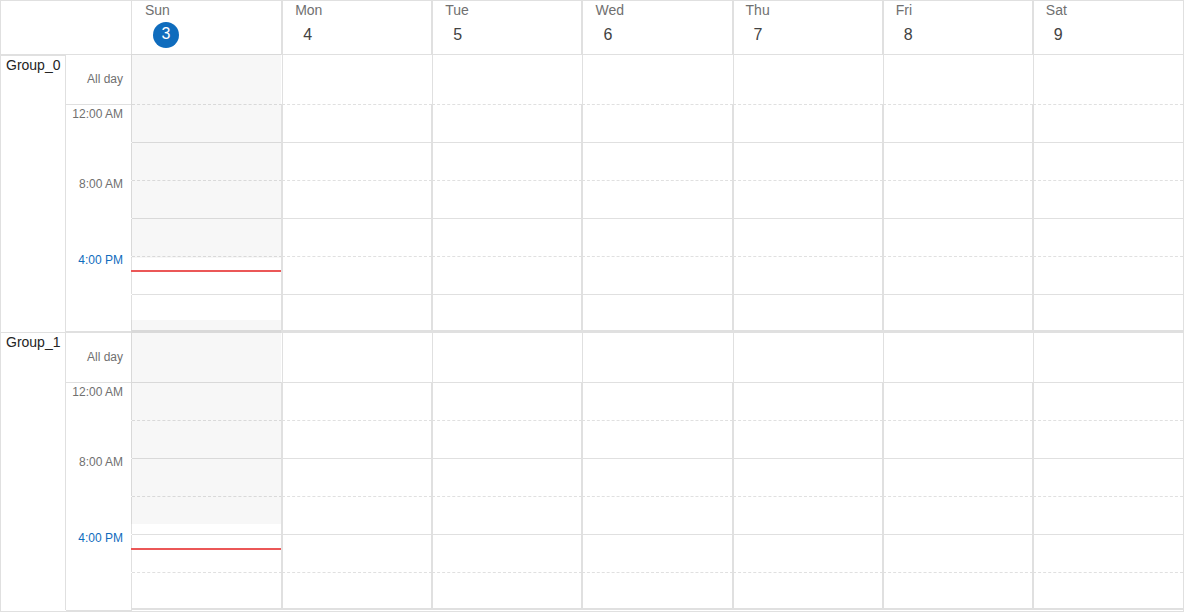 Sun Mon Tue Wed Thu Fri Sat
3 4 5 6 7 8 9
Group_0
All day
12:00 AM
8:00 AM
4:00 PM
Group_1
All day
12:00 AM
8:00 AM
4:00 PM